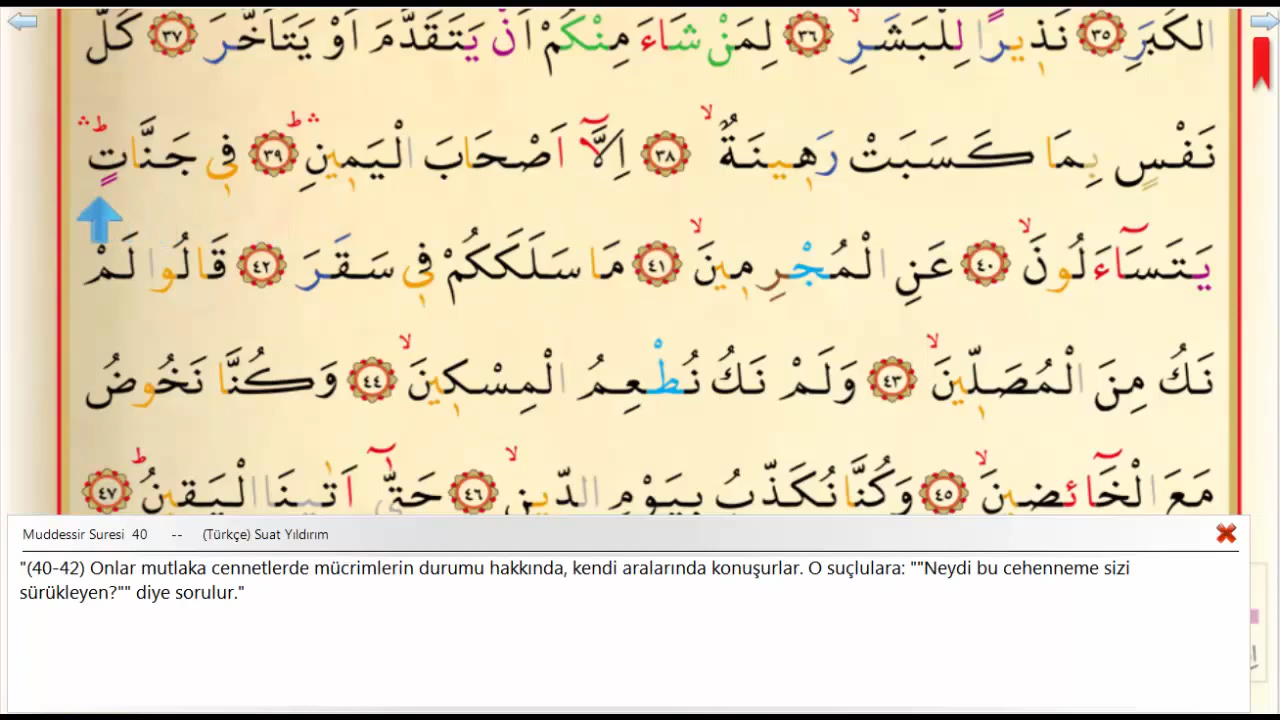 الْكُبَرِ ﴿٣٥﴾ نَذٖيرًا لِلْبَشَرِۙ ﴿٣٦﴾ لِمَنْ شَٓاءَ مِنْكُمْ اَنْ يَتَقَدَّمَ اَوْ يَتَاَخَّرَ ﴿٣٧﴾ كُلُّ
نَفْسٍ بِمَا كَسَبَتْ رَهٖينَةٌۙ ﴿٣٨﴾ اِلَّٓا اَصْحَابَ الْيَمٖينِۛؕ ﴿٣٩﴾ فٖي جَنَّاتٍۛؕ
يَتَسَٓاءَلُونَۙ ﴿٤٠﴾ عَنِ الْمُجْرِمٖينَۙ ﴿٤١﴾ مَا سَلَكَكُمْ فٖي سَقَرَ ﴿٤٢﴾ قَالُوا لَمْ
نَكُ مِنَ الْمُصَلّٖينَۙ ﴿٤٣﴾ وَلَمْ نَكُ نُطْعِمُ الْمِسْكٖينَۙ ﴿٤٤﴾ وَكُنَّا نَخُوضُ
مَعَ الْخَٓائِضٖينَۙ ﴿٤٥﴾ وَكُنَّا نُكَذِّبُ بِيَوْمِ الدّٖينِۙ ﴿٤٦﴾ حَتّٰٓى اَتٰينَا الْيَقٖينُؕ ﴿٤٧﴾
Muddessir Suresi 40 -- (Türkçe) Suat Yıldırım
"(40-42) Onlar mutlaka cennetlerde mücrimlerin durumu hakkında, kendi aralarında konuşurlar. O suçlulara: ""Neydi bu cehenneme sizi
sürükleyen?"" diye sorulur."